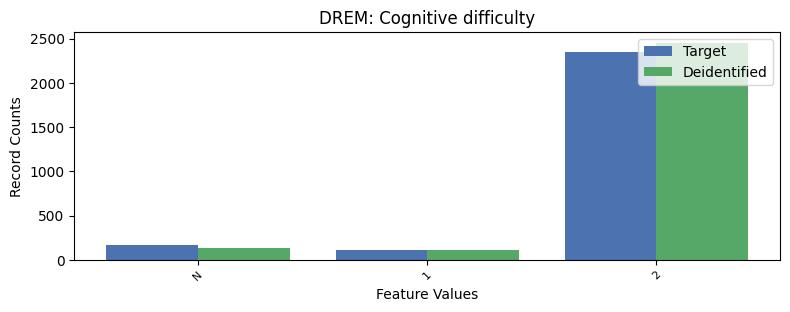 DREM: Cognitive difficulty
2500
2000
1500
1000
500
0
Record Counts
Target
Deidentified
N
1
2
Feature Values